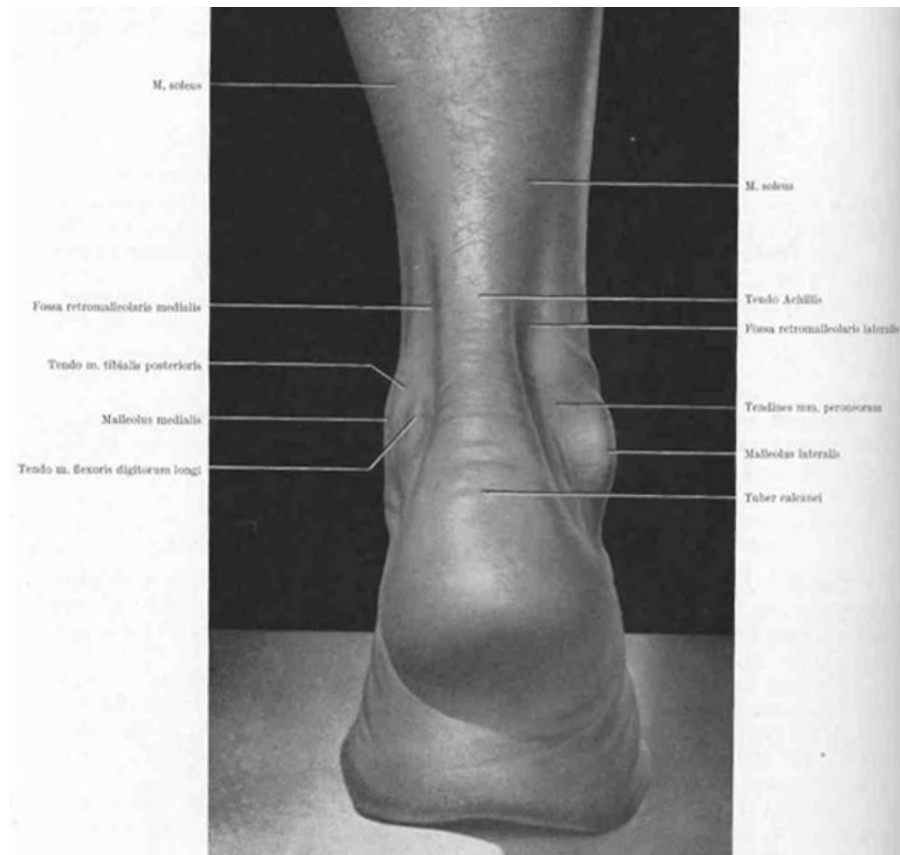 M. soleus
Fossa retromalleolaris medialis
Tendo m. tibialis posterioris
Malleolus medialis
Tendo m. flexoris digitorum longi
M. soleus
Tendo Achillis
Fossa retromalleolaris lateralis
Tendines mm. peroneorum
Malleolus lateralis
Tuber calcanei